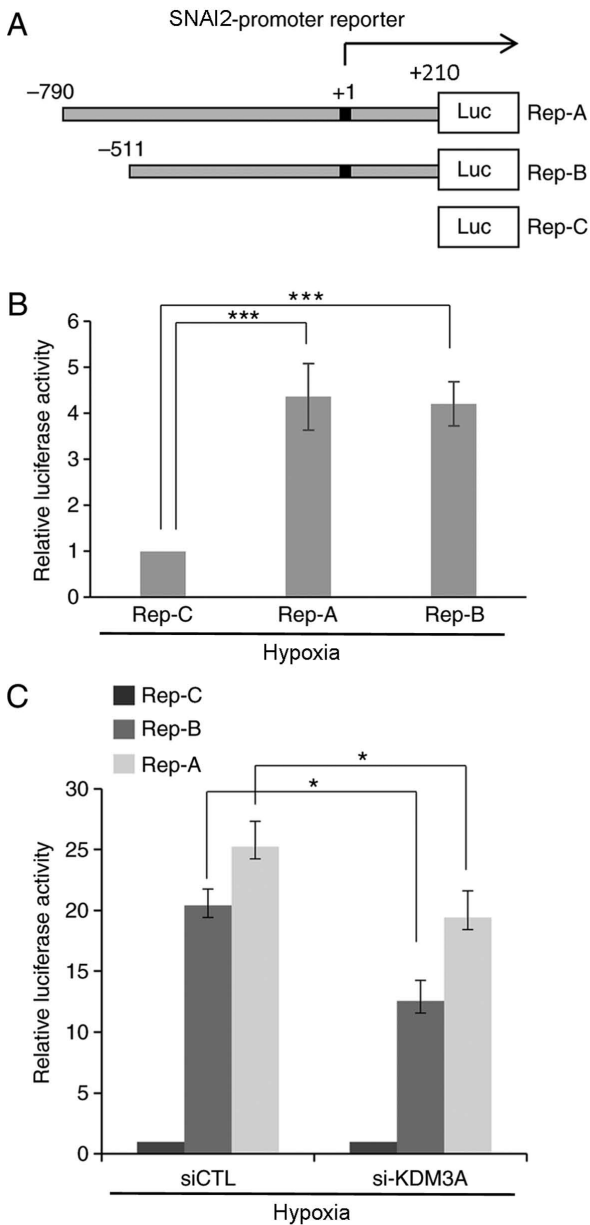 A
SNAI2-promoter reporter
+210
–790
+1
Luc
Rep-A
–511
Luc
Rep-B
Luc
Rep-C
B
***
***
6
5
4
3
2
1
0
Relative luciferase activity
Rep-C
Rep-A
Rep-B
Hypoxia
C
Rep-C
Rep-B
Rep-A
*
*
30
25
20
15
10
5
0
Relative luciferase activity
siCTL
si-KDM3A
Hypoxia